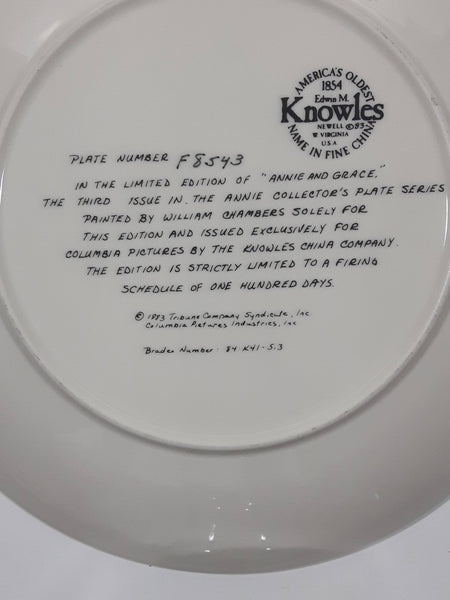 AMERICA'S OLDEST
1854
Edwin M.
Knowles
NEWELL ©83
W VIRGINIA
USA
NAME IN FINE CHINA
PLATE NUMBER F8543
IN THE LIMITED EDITION OF "ANNIE AND GRACE,"
THE THIRD ISSUE IN THE ANNIE COLLECTOR'S PLATE SERIES
PAINTED BY WILLIAM CHAMBERS SOLELY FOR
THIS EDITION AND ISSUED EXCLUSIVELY FOR
COLUMBIA PICTURES BY THE KNOWLES CHINA COMPANY.
THE EDITION IS STRICTLY LIMITED TO A FIRING
SCHEDULE OF ONE HUNDRED DAYS.
© 1983 Tribune Company Syndicate, Inc
Columbia Pictures Industries, Inc
Bradex Number: 84 K41-5.3